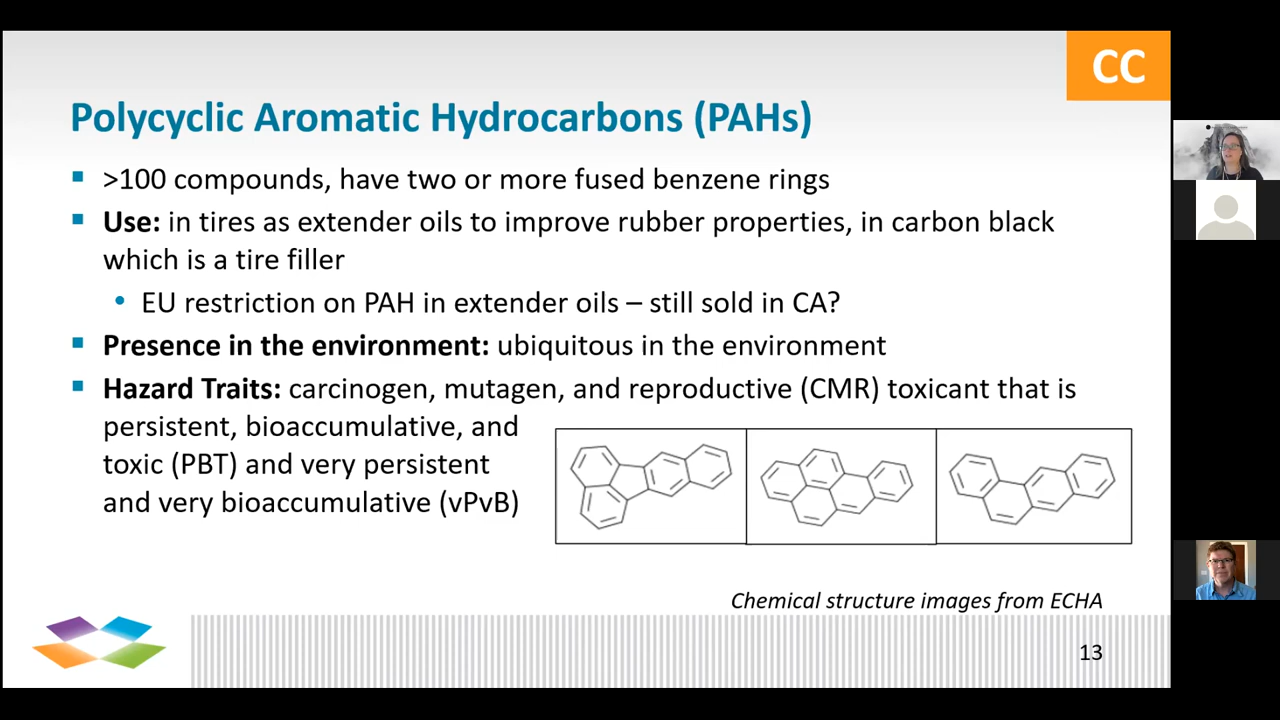 CC
Polycyclic Aromatic Hydrocarbons (PAHs)
>100 compounds, have two or more fused benzene rings
Use: in tires as extender oils to improve rubber properties, in carbon black
which is a tire filler
EU restriction on PAH in extender oils – still sold in CA?
Presence in the environment: ubiquitous in the environment
Hazard Traits: carcinogen, mutagen, and reproductive (CMR) toxicant that is
persistent, bioaccumulative, and
toxic (PBT) and very persistent
and very bioaccumulative (vPvB)
Chemical structure images from ECHA
13